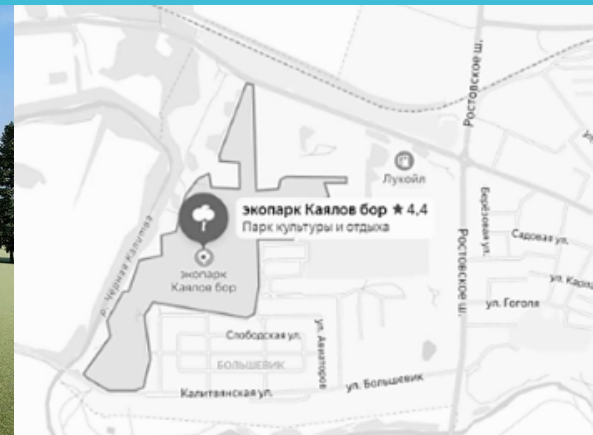 Ростовское ш.
Лукойл
экопарк Каялов бор ★ 4,4
Парк культуры и отдыха
экопарк
Каялов бор
р. Чёрная Калитва
Берёзовая ул.
Садовая ул.
Ростовское ш.
ул. Гоголя
Слободская ул.
ул. Авиаторов
БОЛЬШЕВИК
Калитвянская ул.
ул. Большевик